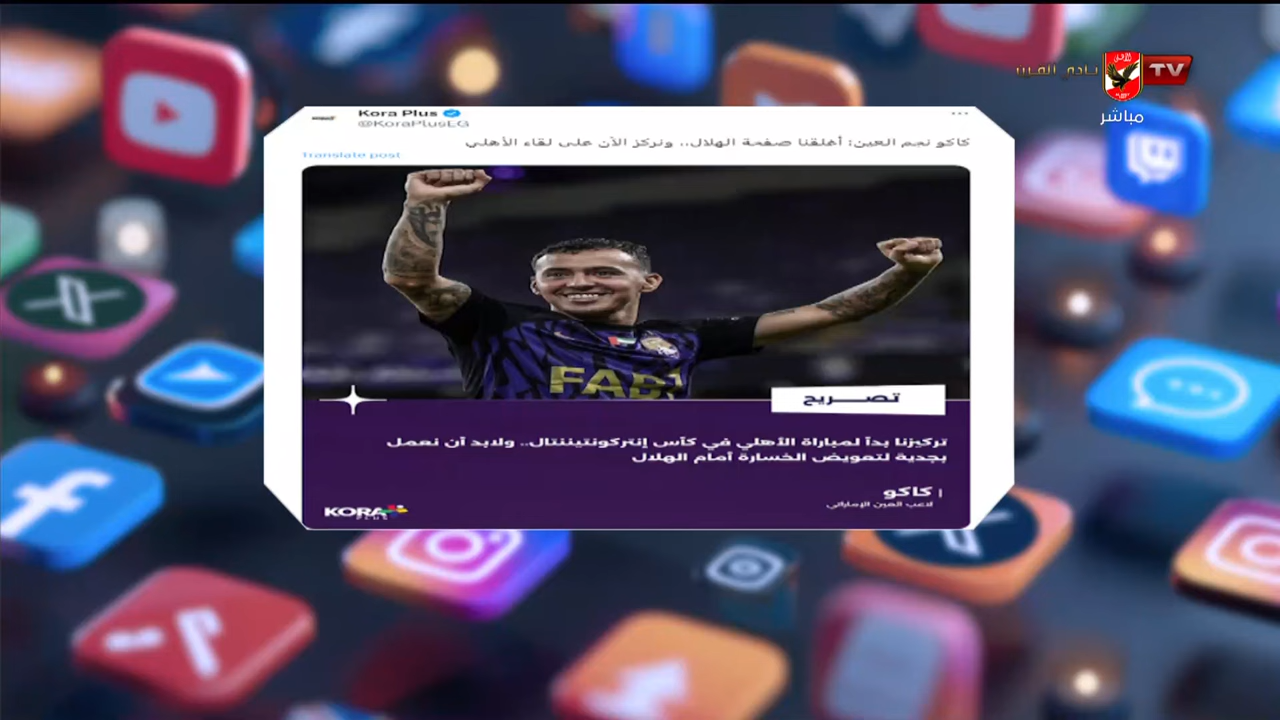 نادي القرن
TV
مباشر
Kora Plus
@KoraPlusEG
كاكو نجم العين: أغلقنا صفحة الهلال.. ونركز الآن على لقاء الأهلي
Translate post
FAB
تصـــريح
تركيزنا بدأ لمباراة الأهلي في كأس إنتركونتيننتال.. ولابد أن نعمل
بجدية لتعويض الخسارة أمام الهلال
كاكو
لاعب العين الإماراتي
KORA
PLUS